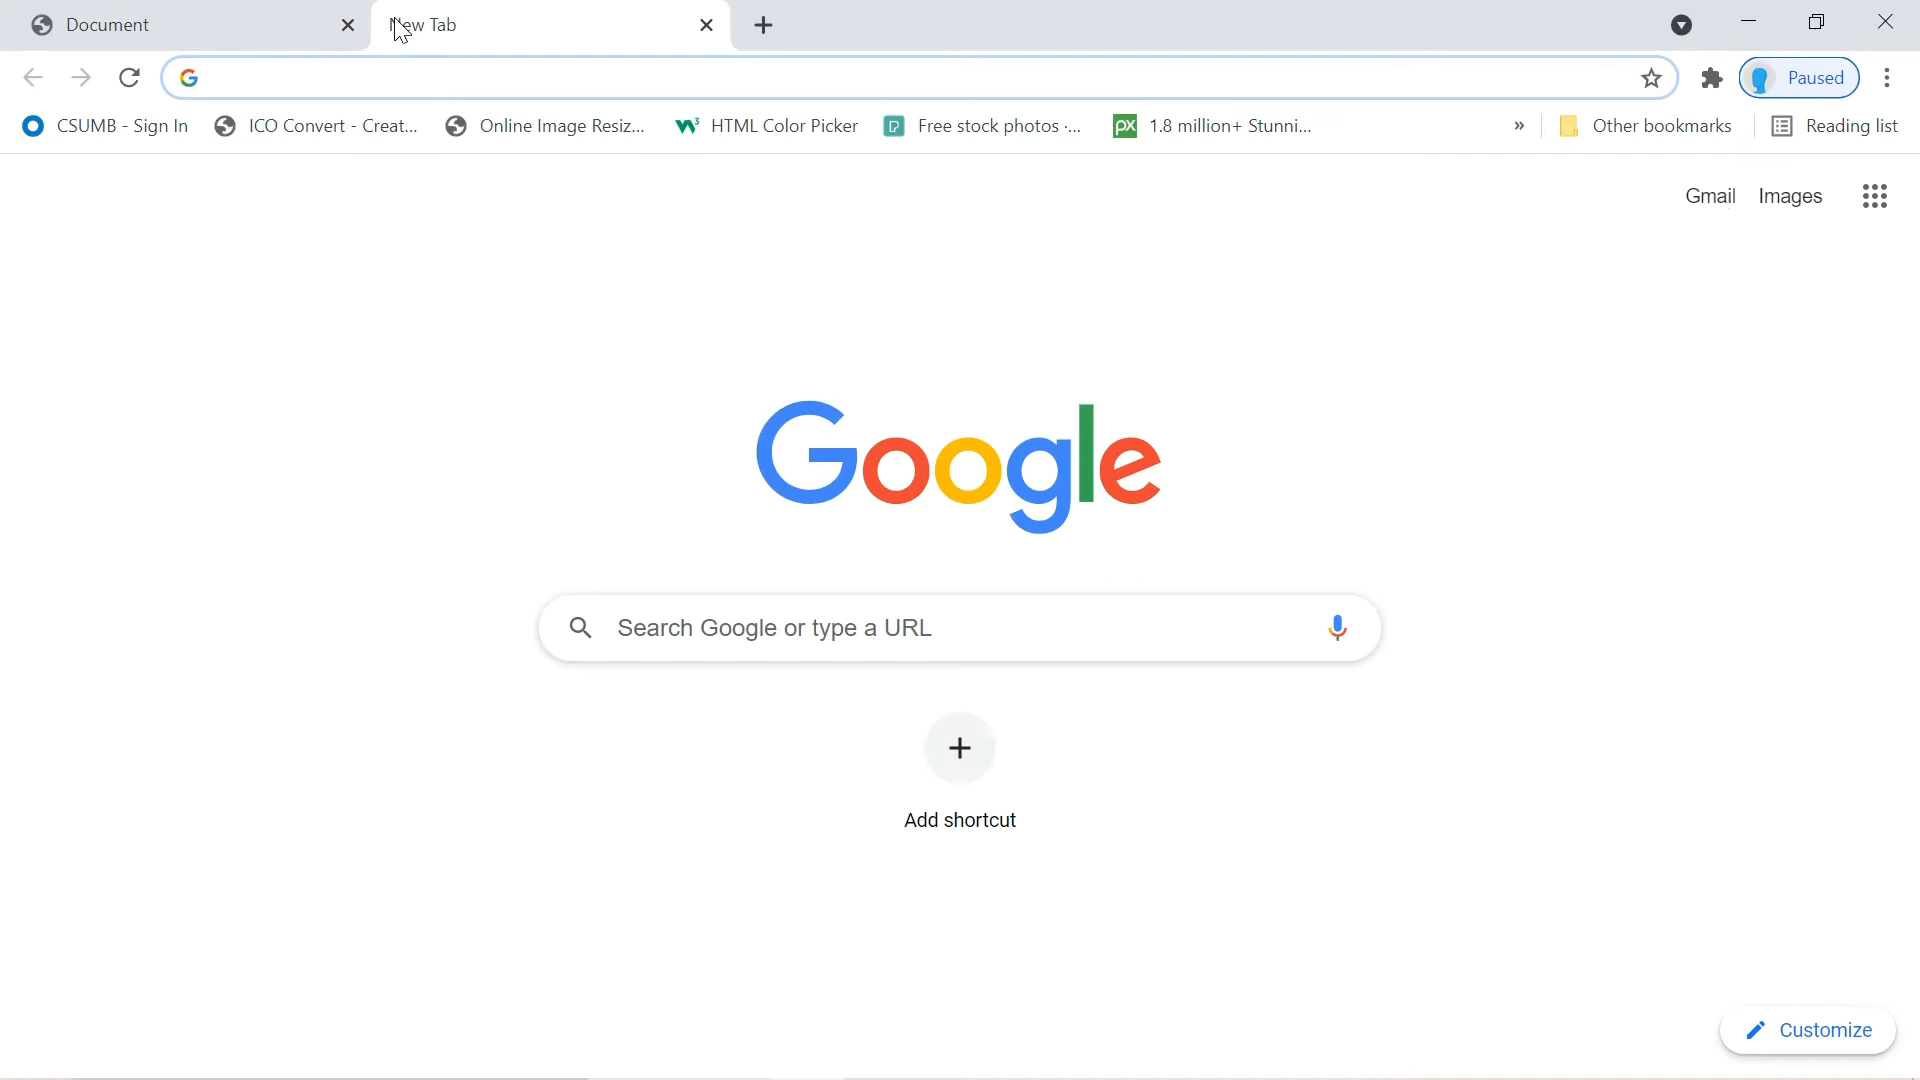 Document
New Tab
Paused
CSUMB - Sign In
ICO Convert - Creat...
Online Image Resiz...
HTML Color Picker
Free stock photos ·...
1.8 million+ Stunni...
»
Other bookmarks
Reading list
Gmail
Images
Google
Search Google or type a URL
Add shortcut
Customize